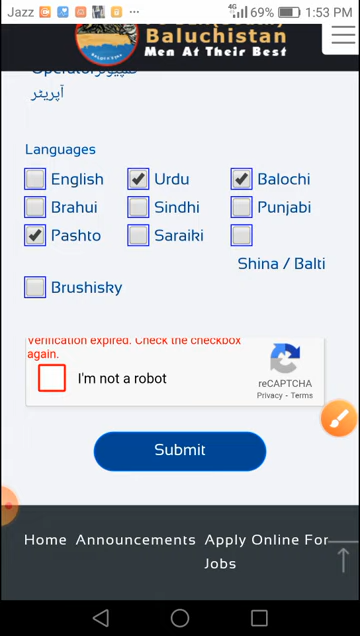 Jazz 4G 69% 1:53 PM
Baluchistan
Men At Their Best
آپریٹر
Languages
English Urdu Balochi
Brahui Sindhi Punjabi
Pashto Saraiki
Shina / Balti
Brushisky
Verification expired. Check the checkbox
again.
I'm not a robot
reCAPTCHA
Privacy - Terms
Submit
Home Announcements Apply Online For
Jobs